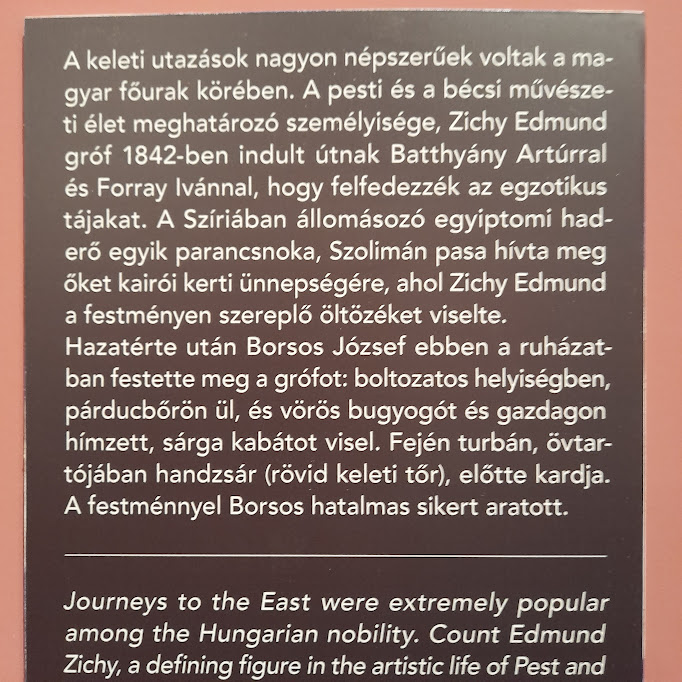 A keleti utazások nagyon népszerűek voltak a ma-
gyar főurak körében. A pesti és a bécsi művésze-
ti élet meghatározó személyisége, Zichy Edmund
gróf 1842-ben indult útnak Batthyány Artúrral
és Forray Ivánnal, hogy felfedezzék az egzotikus
tájakat. A Szíriában állomásozó egyiptomi had-
erő egyik parancsnoka, Szolimán pasa hívta meg
őket kairói kerti ünnepségére, ahol Zichy Edmund
a festményen szereplő öltözéket viselte.
Hazatérte után Borsos József ebben a ruházat-
ban festette meg a grófot: boltozatos helyiségben,
párducbőrön ül, és vörös bugyogót és gazdagon
hímzett, sárga kabátot visel. Fején turbán, övtar-
tójában handzsár (rövid keleti tőr), előtte kardja.
A festménnyel Borsos hatalmas sikert aratott.
Journeys to the East were extremely popular
among the Hungarian nobility. Count Edmund
Zichy, a defining figure in the artistic life of Pest and